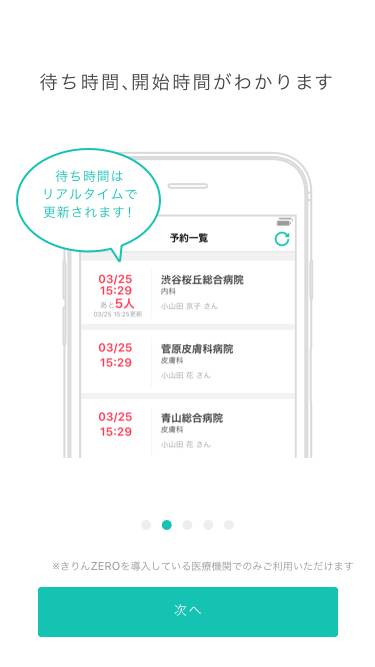 待ち時間、開始時間がわかります
待ち時間は
リアルタイムで
更新されます!
予約一覧
03/25
15:29
あと5人
03/25 15:25更新
渋谷桜丘総合病院
内科
小山田 京子 さん
03/25
15:29
菅原皮膚科病院
皮膚科
小山田 花 さん
03/25
15:29
青山総合病院
皮膚科
小山田 花 さん
※きりんZEROを導入している医療機関でのみご利用いただけます
次へ